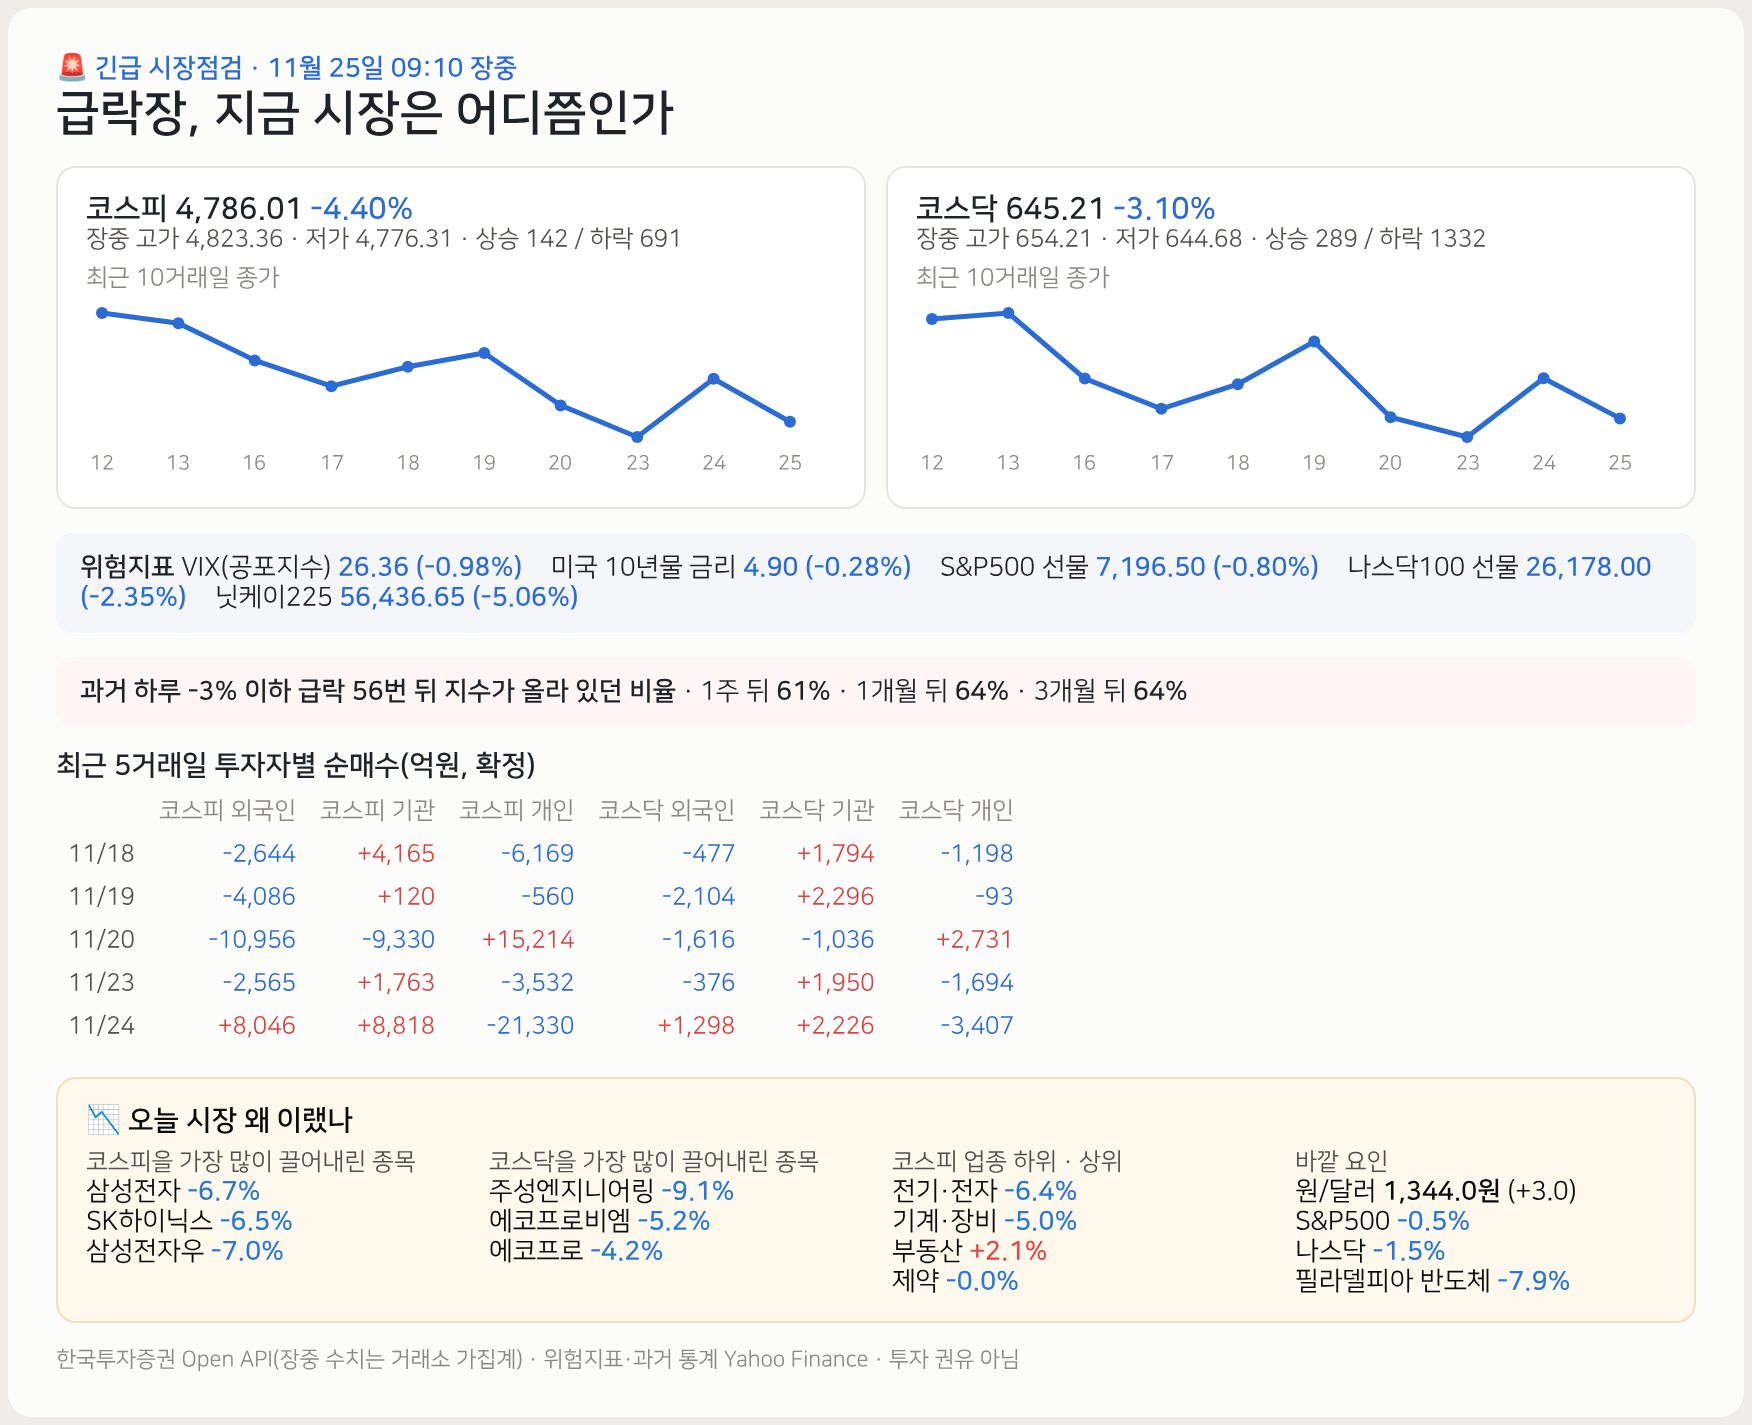 🚨 긴급 시장점검 · 11월 25일 09:10 장중
급락장, 지금 시장은 어디쯤인가
코스피 4,786.01 -4.40%
장중 고가 4,823.36 · 저가 4,776.31 · 상승 142 / 하락 691
최근 10거래일 종가
12 13 16 17 18 19 20 23 24 25
코스닥 645.21 -3.10%
장중 고가 654.21 · 저가 644.68 · 상승 289 / 하락 1332
최근 10거래일 종가
12 13 16 17 18 19 20 23 24 25
위험지표 VIX(공포지수) 26.36 (-0.98%) 미국 10년물 금리 4.90 (-0.28%) S&P500 선물 7,196.50 (-0.80%) 나스닥100 선물 26,178.00
(-2.35%) 닛케이225 56,436.65 (-5.06%)
과거 하루 -3% 이하 급락 56번 뒤 지수가 올라 있던 비율 · 1주 뒤 61% · 1개월 뒤 64% · 3개월 뒤 64%
최근 5거래일 투자자별 순매수(억원, 확정)
코스피 외국인 코스피 기관 코스피 개인 코스닥 외국인 코스닥 기관 코스닥 개인
11/18 -2,644 +4,165 -6,169 -477 +1,794 -1,198
11/19 -4,086 +120 -560 -2,104 +2,296 -93
11/20 -10,956 -9,330 +15,214 -1,616 -1,036 +2,731
11/23 -2,565 +1,763 -3,532 -376 +1,950 -1,694
11/24 +8,046 +8,818 -21,330 +1,298 +2,226 -3,407
📉 오늘 시장 왜 이랬나
코스피을 가장 많이 끌어내린 종목
삼성전자 -6.7%
SK하이닉스 -6.5%
삼성전자우 -7.0%
코스닥을 가장 많이 끌어내린 종목
주성엔지니어링 -9.1%
에코프로비엠 -5.2%
에코프로 -4.2%
코스피 업종 하위 · 상위
전기·전자 -6.4%
기계·장비 -5.0%
부동산 +2.1%
제약 -0.0%
바깥 요인
원/달러 1,344.0원 (+3.0)
S&P500 -0.5%
나스닥 -1.5%
필라델피아 반도체 -7.9%
한국투자증권 Open API(장중 수치는 거래소 가집계) · 위험지표·과거 통계 Yahoo Finance · 투자 권유 아님